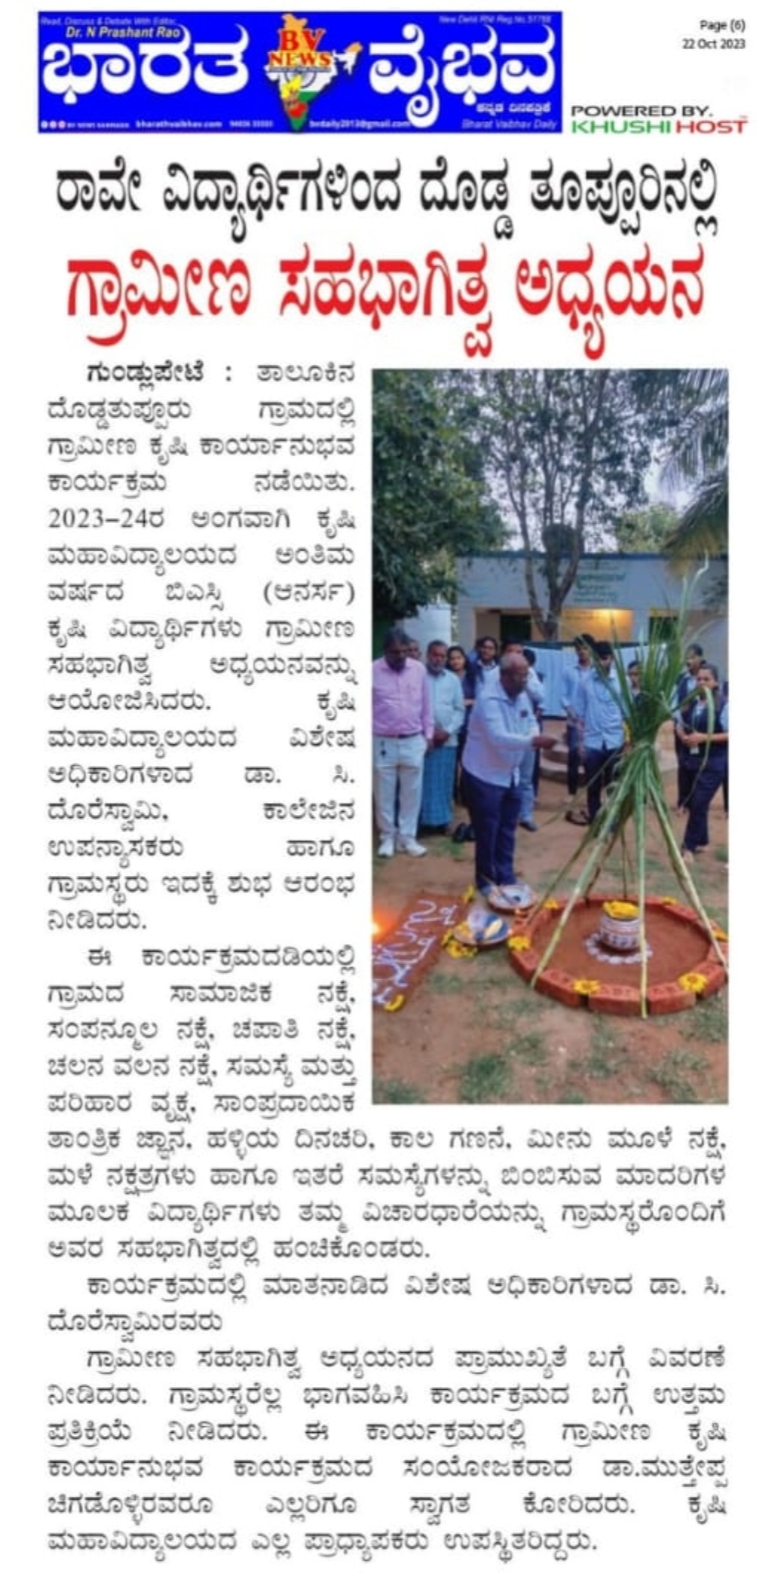 Read, Discuss & Debate With Editor,
Dr. N Prashant Rao
New Delhi RNI Reg No.51788
ಭಾರತ
BV
NEWS
ವೈಭವ
ಕನ್ನಡ ದಿನಪತ್ರಿಕೆ
bharathvaibhav.com
bvdaily2013@gmail.com
Bharat Vaibhav Daily
Page (6)
22 Oct 2023
POWERED BY.
KHUSHI HOST
ರಾವೇ ವಿದ್ಯಾರ್ಥಿಗಳಿಂದ ದೊಡ್ಡ ತೂಪ್ಪೂರಿನಲ್ಲಿ
ಗ್ರಾಮೀಣ ಸಹಭಾಗಿತ್ವ ಅಧ್ಯಯನ
ಗುಂಡ್ಲುಪೇಟೆ : ತಾಲೂಕಿನ
ದೊಡ್ಡತುಪ್ಪೂರು ಗ್ರಾಮದಲ್ಲಿ
ಗ್ರಾಮೀಣ ಕೃಷಿ ಕಾರ್ಯಾನುಭವ
ಕಾರ್ಯಕ್ರಮ ನಡೆಯಿತು.
2023–24ರ ಅಂಗವಾಗಿ ಕೃಷಿ
ಮಹಾವಿದ್ಯಾಲಯದ ಅಂತಿಮ
ವರ್ಷದ ಬಿಎಸ್ಸಿ (ಆನರ್ಸ)
ಕೃಷಿ ವಿದ್ಯಾರ್ಥಿಗಳು ಗ್ರಾಮೀಣ
ಸಹಭಾಗಿತ್ವ ಅಧ್ಯಯನವನ್ನು
ಆಯೋಜಿಸಿದರು. ಕೃಷಿ
ಮಹಾವಿದ್ಯಾಲಯದ ವಿಶೇಷ
ಅಧಿಕಾರಿಗಳಾದ ಡಾ. ಸಿ.
ದೊರೆಸ್ವಾಮಿ, ಕಾಲೇಜಿನ
ಉಪನ್ಯಾಸಕರು ಹಾಗೂ
ಗ್ರಾಮಸ್ಥರು ಇದಕ್ಕೆ ಶುಭ ಆರಂಭ
ನೀಡಿದರು.
ಈ ಕಾರ್ಯಕ್ರಮದಡಿಯಲ್ಲಿ
ಗ್ರಾಮದ ಸಾಮಾಜಿಕ ನಕ್ಷೆ,
ಸಂಪನ್ಮೂಲ ನಕ್ಷೆ, ಚಪಾತಿ ನಕ್ಷೆ,
ಚಲನ ವಲನ ನಕ್ಷೆ, ಸಮಸ್ಯೆ ಮತ್ತು
ಪರಿಹಾರ ವೃಕ್ಷ, ಸಾಂಪ್ರದಾಯಿಕ
ತಾಂತ್ರಿಕ ಜ್ಞಾನ, ಹಳ್ಳಿಯ ದಿನಚರಿ, ಕಾಲ ಗಣನೆ, ಮೀನು ಮೂಳೆ ನಕ್ಷೆ,
ಮಳೆ ನಕ್ಷತ್ರಗಳು ಹಾಗೂ ಇತರೆ ಸಮಸ್ಯೆಗಳನ್ನು ಬಿಂಬಿಸುವ ಮಾದರಿಗಳ
ಮೂಲಕ ವಿದ್ಯಾರ್ಥಿಗಳು ತಮ್ಮ ವಿಚಾರಧಾರೆಯನ್ನು ಗ್ರಾಮಸ್ಥರೊಂದಿಗೆ
ಅವರ ಸಹಭಾಗಿತ್ವದಲ್ಲಿ ಹಂಚಿಕೊಂಡರು.
ಕಾರ್ಯಕ್ರಮದಲ್ಲಿ ಮಾತನಾಡಿದ ವಿಶೇಷ ಅಧಿಕಾರಿಗಳಾದ ಡಾ. ಸಿ.
ದೊರೆಸ್ವಾಮಿರವರು
ಗ್ರಾಮೀಣ ಸಹಭಾಗಿತ್ವ ಅಧ್ಯಯನದ ಪ್ರಾಮುಖ್ಯತೆ ಬಗ್ಗೆ ವಿವರಣೆ
ನೀಡಿದರು. ಗ್ರಾಮಸ್ಥರೆಲ್ಲ ಭಾಗವಹಿಸಿ ಕಾರ್ಯಕ್ರಮದ ಬಗ್ಗೆ ಉತ್ತಮ
ಪ್ರತಿಕ್ರಿಯೆ ನೀಡಿದರು. ಈ ಕಾರ್ಯಕ್ರಮದಲ್ಲಿ ಗ್ರಾಮೀಣ ಕೃಷಿ
ಕಾರ್ಯಾನುಭವ ಕಾರ್ಯಕ್ರಮದ ಸಂಯೋಜಕರಾದ ಡಾ.ಮುತ್ತೇಪ್ಪ
ಚಿಗಡೊಳ್ಳಿರವರೂ ಎಲ್ಲರಿಗೂ ಸ್ವಾಗತ ಕೋರಿದರು. ಕೃಷಿ
ಮಹಾವಿದ್ಯಾಲಯದ ಎಲ್ಲ ಪ್ರಾಧ್ಯಾಪಕರು ಉಪಸ್ಥಿತರಿದ್ದರು.